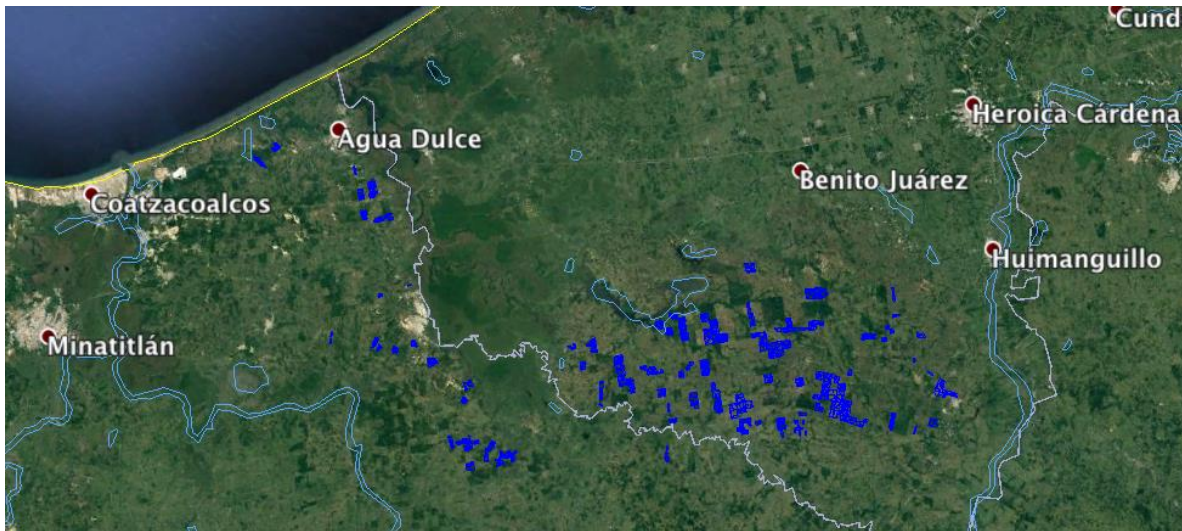 Cund
Heroica Cárdena
Agua Dulce
Benito Juárez
Coatzacoalcos
Huimanguillo
Minatitlán